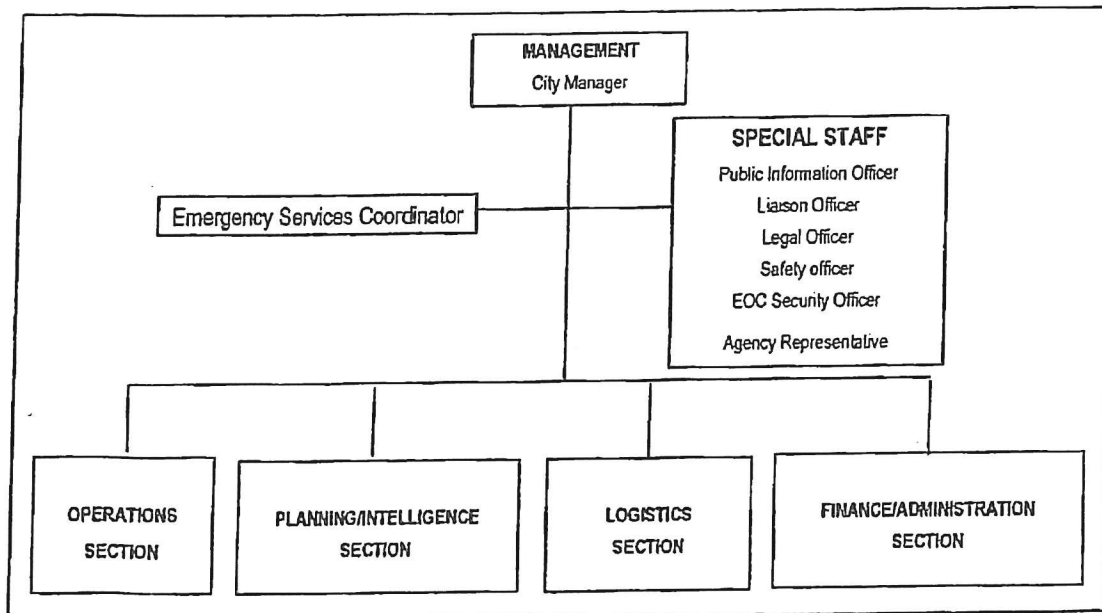 MANAGEMENT
City Manager
SPECIAL STAFF
Public Information Officer
Liaison Officer
Legal Officer
Safety officer
EOC Security Officer
Agency Representative
Emergency Services Coordinator
OPERATIONS
SECTION
PLANNING/INTELLIGENCE
SECTION
LOGISTICS
SECTION
FINANCE/ADMINISTRATION
SECTION